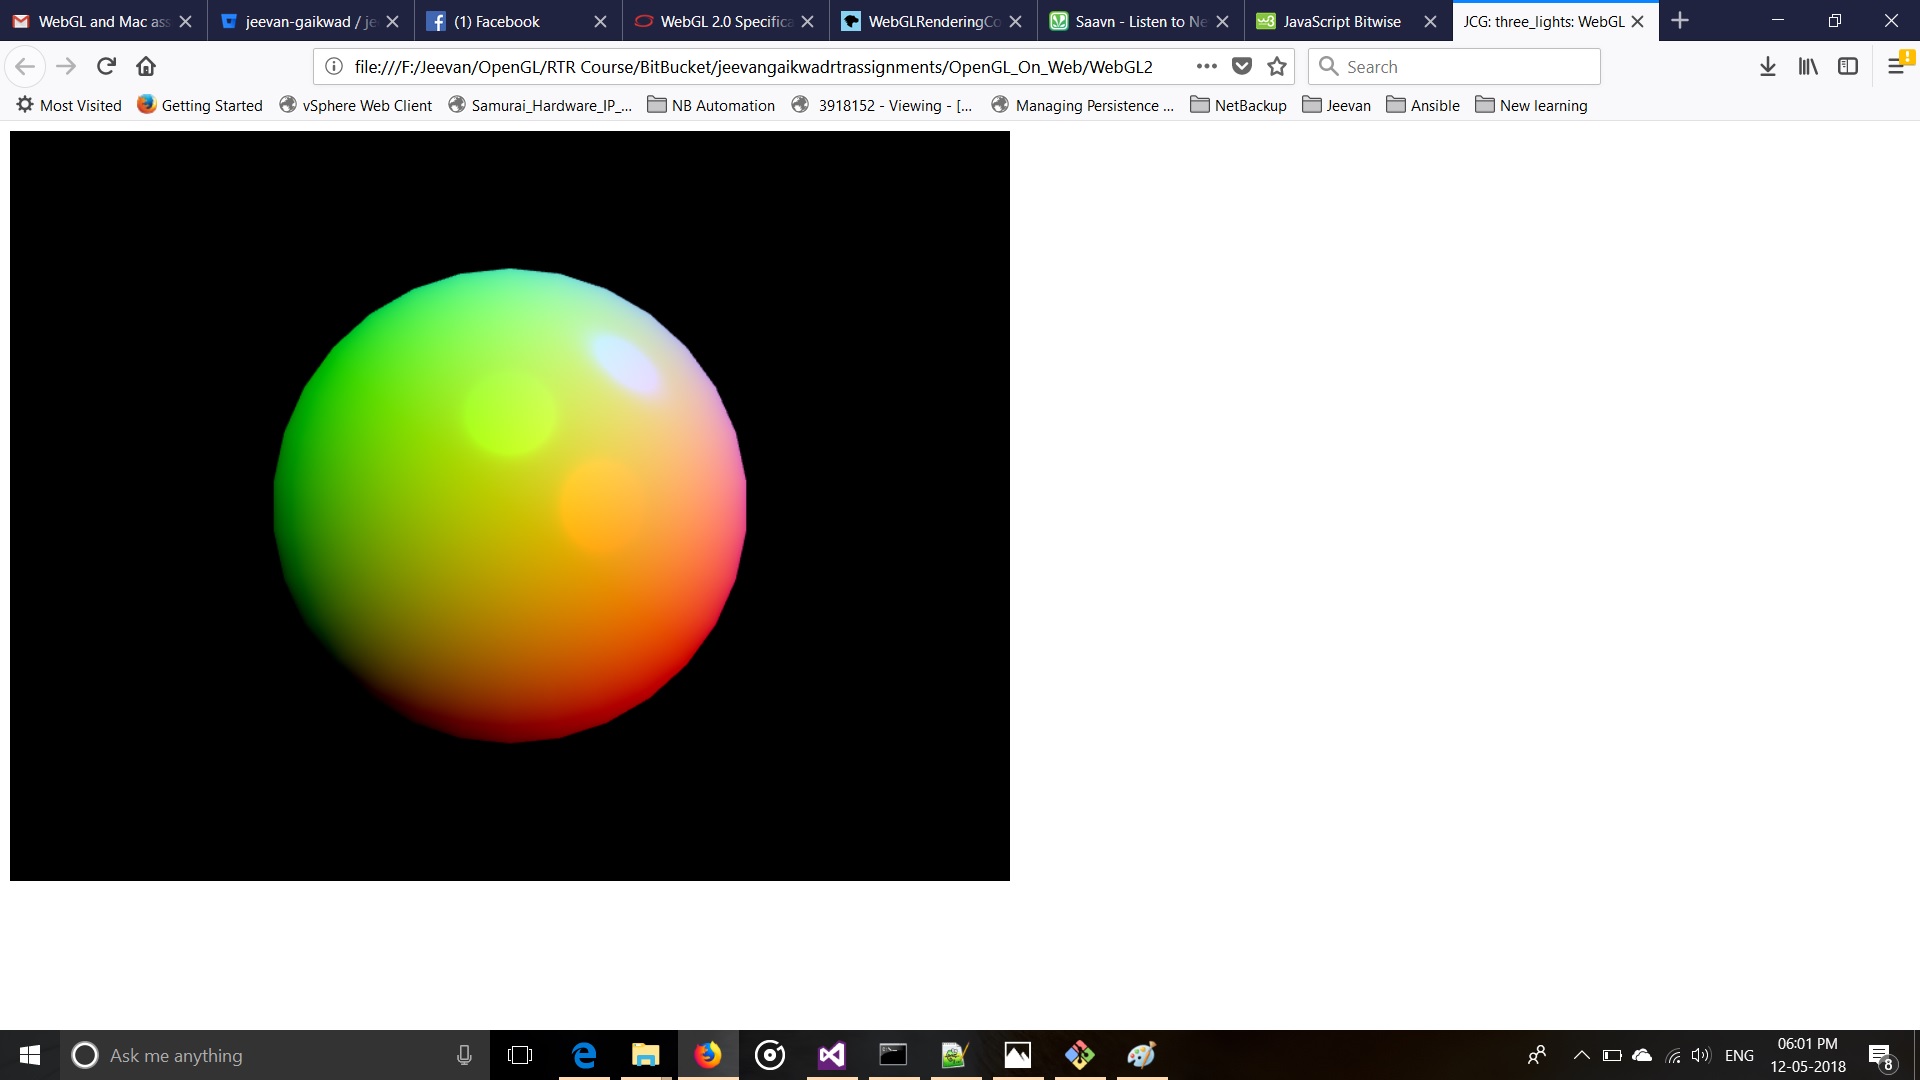 WebGL and Mac ass jeevan-gaikwad / je (1) Facebook WebGL 2.0 Specifica WebGLRenderingCo Saavn - Listen to Ne JavaScript Bitwise JCG: three_lights: WebGL
file:///F:/Jeevan/OpenGL/RTR Course/BitBucket/jeevangaikwadrtrassignments/OpenGL_On_Web/WebGL2 Search
Most Visited Getting Started vSphere Web Client Samurai_Hardware_IP_... NB Automation 3918152 - Viewing - [... Managing Persistence ... NetBackup Jeevan Ansible New learning
Ask me anything ENG 06:01 PM
12-05-2018 8